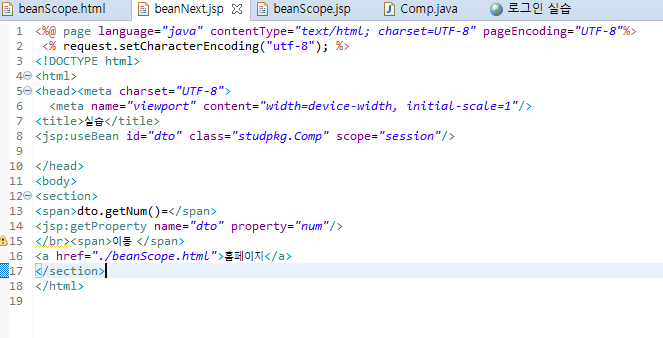 beanScope.html beanNext.jsp beanScope.jsp Comp.java 로그인 실습
1 <%@ page language="java" contentType="text/html; charset=UTF-8" pageEncoding="UTF-8"%>
2 <% request.setCharacterEncoding("utf-8"); %>
3 <!DOCTYPE html>
4 <html>
5 <head><meta charset="UTF-8">
6 <meta name="viewport" content="width=device-width, initial-scale=1"/>
7 <title>실습</title>
8 <jsp:useBean id="dto" class="studpkg.Comp" scope="session"/>
9
10 </head>
11 <body>
12 <section>
13 <span>dto.getNum()=</span>
14 <jsp:getProperty name="dto" property="num"/>
15 </br><span>이동 </span>
16 <a href="./beanScope.html">홈페이지</a>
17 </section>
18 </html>
19